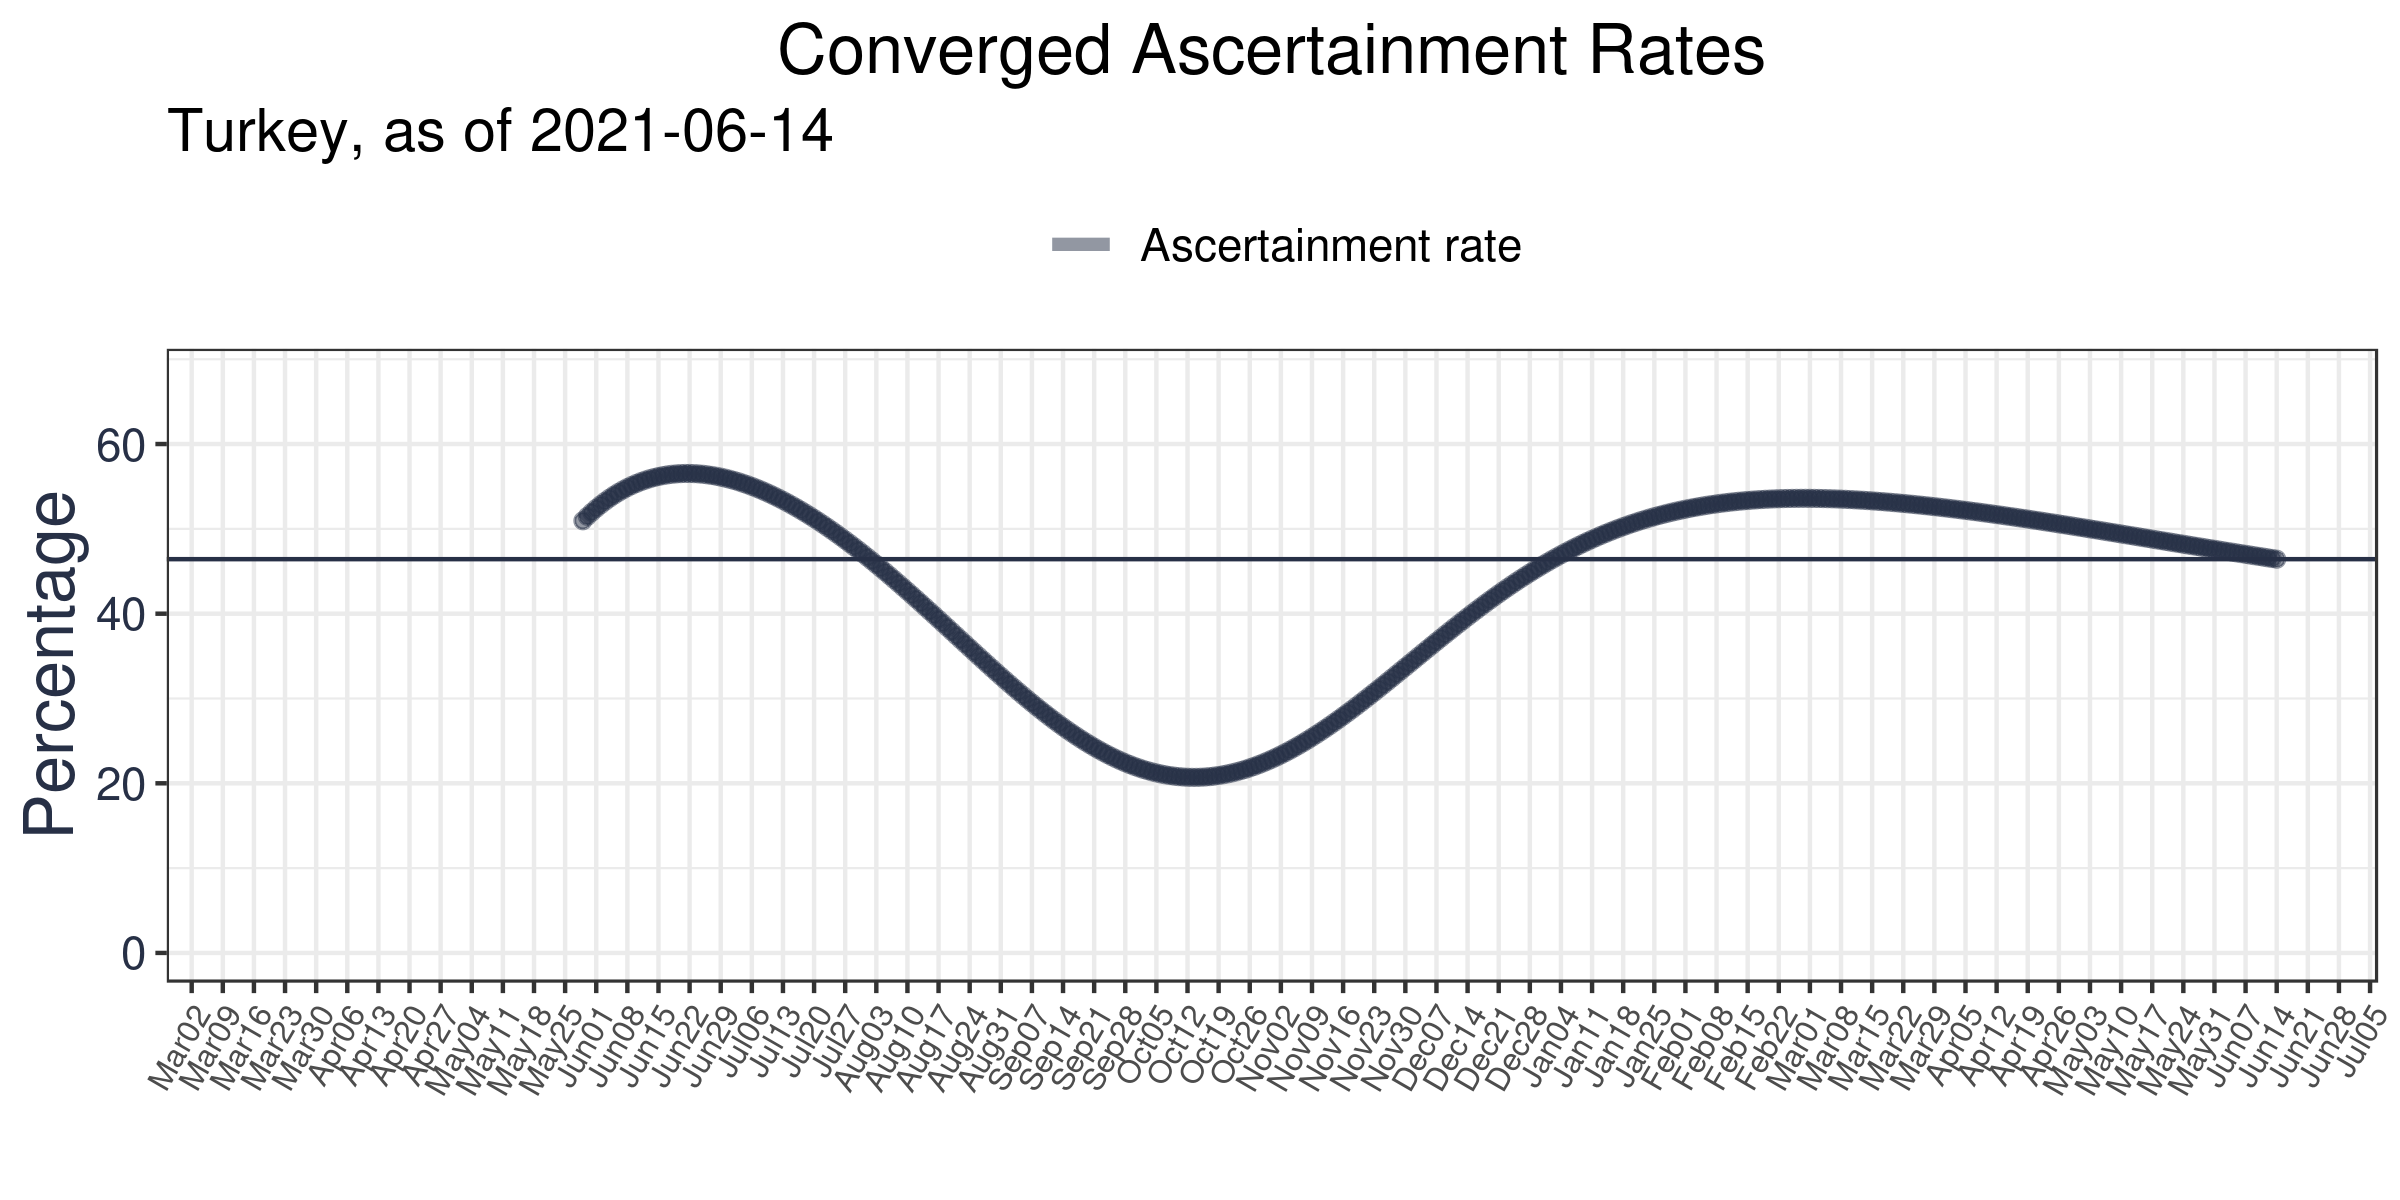 Converged Ascertainment Rates
Turkey, as of 2021-06-14
Ascertainment rate
Percentage
60
40
20
0
Mar02
Mar09
Mar16
Mar23
Mar30
Apr06
Apr13
Apr20
Apr27
May04
May11
May18
May25
Jun01
Jun08
Jun15
Jun22
Jun29
Jul06
Jul13
Jul20
Jul27
Aug03
Aug10
Aug17
Aug24
Aug31
Sep07
Sep14
Sep21
Sep28
Oct05
Oct12
Oct19
Oct26
Nov02
Nov09
Nov16
Nov23
Nov30
Dec07
Dec14
Dec21
Dec28
Jan04
Jan11
Jan18
Jan25
Feb01
Feb08
Feb15
Feb22
Mar01
Mar08
Mar15
Mar22
Mar29
Apr05
Apr12
Apr19
Apr26
May03
May10
May17
May24
May31
Jun07
Jun14
Jun21
Jun28
Jul05